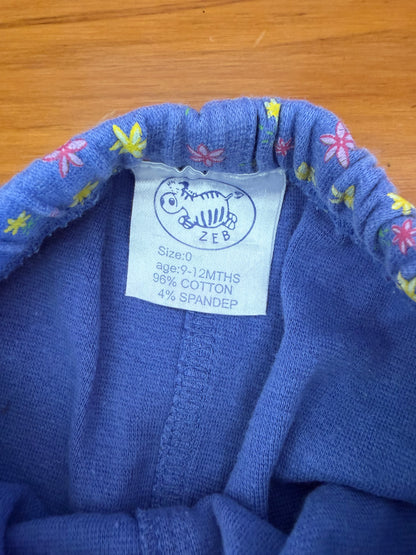 ZEB
Size:0
age:9-12MTHS
96% COTTON
4% SPANDEP